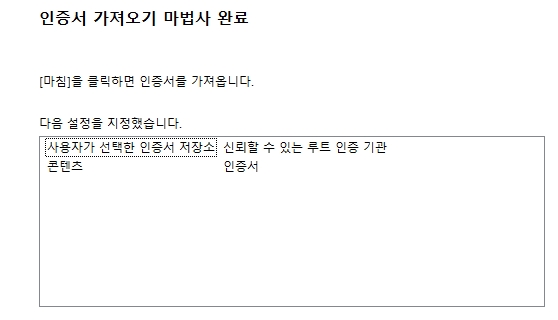 인증서 가져오기 마법사 완료
[마침]을 클릭하면 인증서를 가져옵니다.
다음 설정을 지정했습니다.
사용자가 선택한 인증서 저장소 신뢰할 수 있는 루트 인증 기관
콘텐츠 인증서